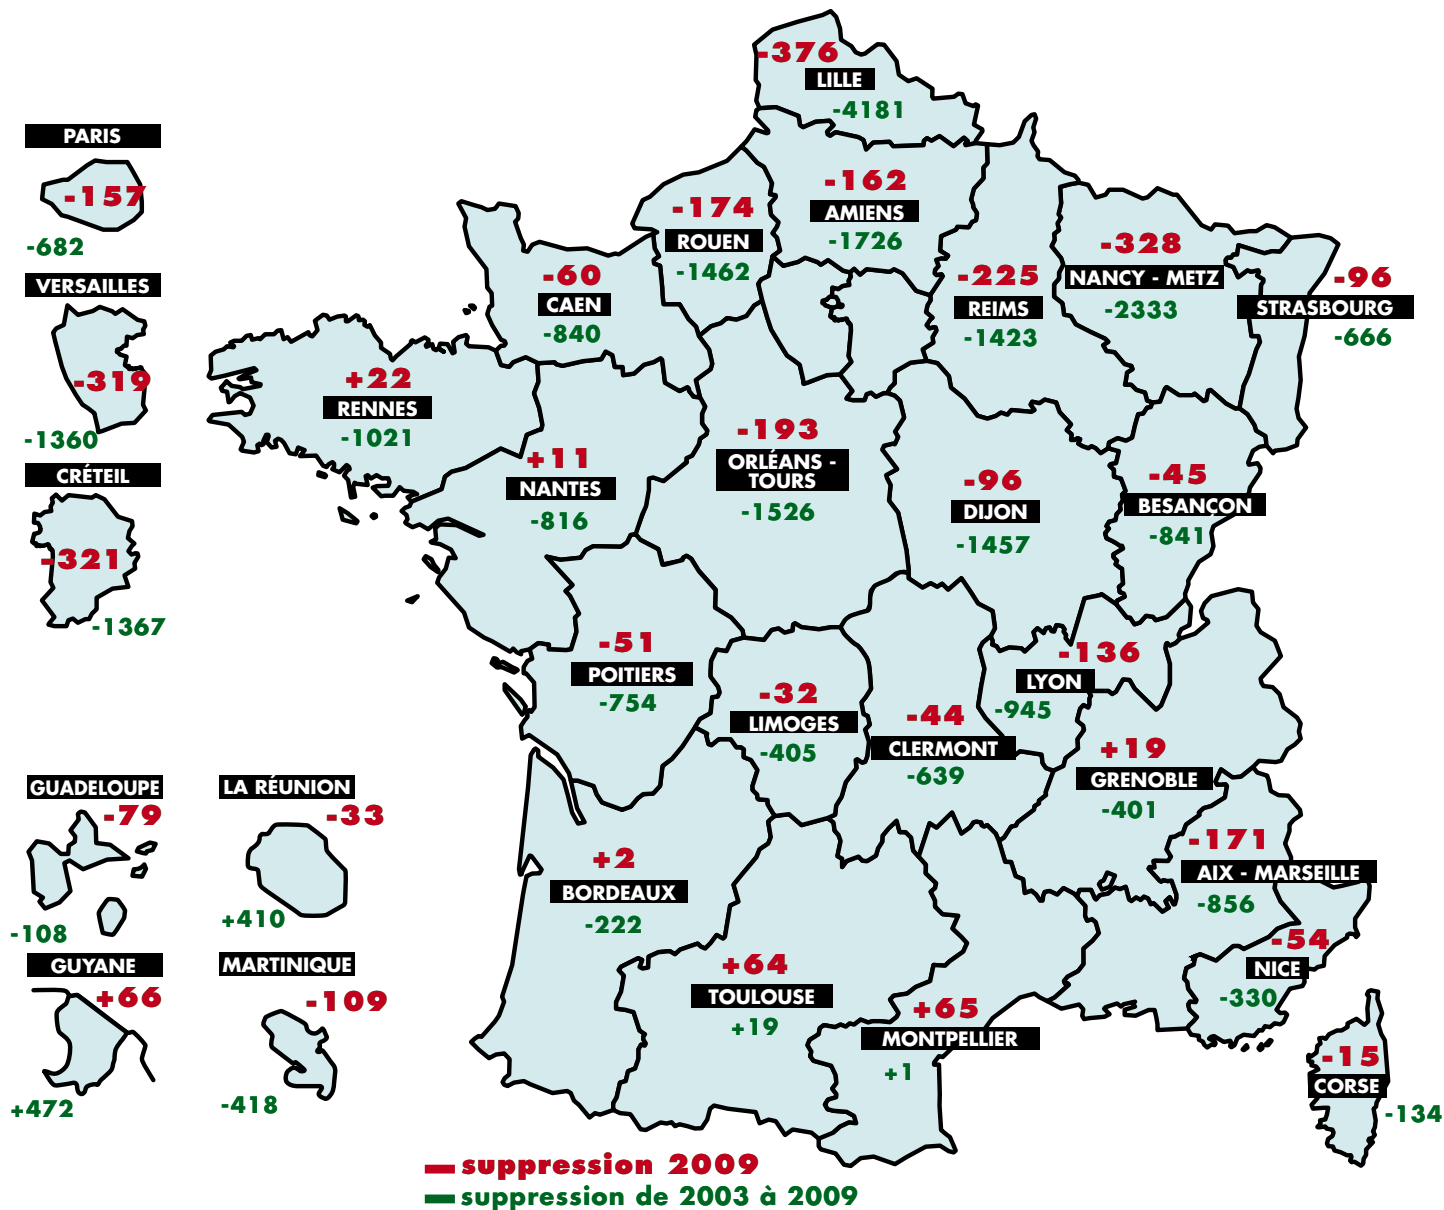 -376
LILLE
-4181
PARIS
-157
-682
VERSAILLES
-319
-1360
CRÉTEIL
-321
-1367
-162
AMIENS
-1726
-174
ROUEN
-1462
-60
CAEN
-840
-225
REIMS
-1423
-328
NANCY - METZ
-2333
-96
STRASBOURG
-666
+22
RENNES
-1021
+11
NANTES
-816
-193
ORLÉANS -
TOURS
-1526
-96
DIJON
-1457
-45
BESANÇON
-841
-51
POITIERS
-754
-32
LIMOGES
-405
-44
CLERMONT
-639
-136
LYON
-945
+19
GRENOBLE
-401
GUADELOUPE
-79
-108
LA RÉUNION
-33
+410
GUYANE
+66
+472
MARTINIQUE
-109
-418
+2
BORDEAUX
-222
+64
TOULOUSE
+19
+65
MONTPELLIER
+1
-171
AIX - MARSEILLE
-856
-54
NICE
-330
-15
CORSE
-134
suppression 2009
suppression de 2003 à 2009